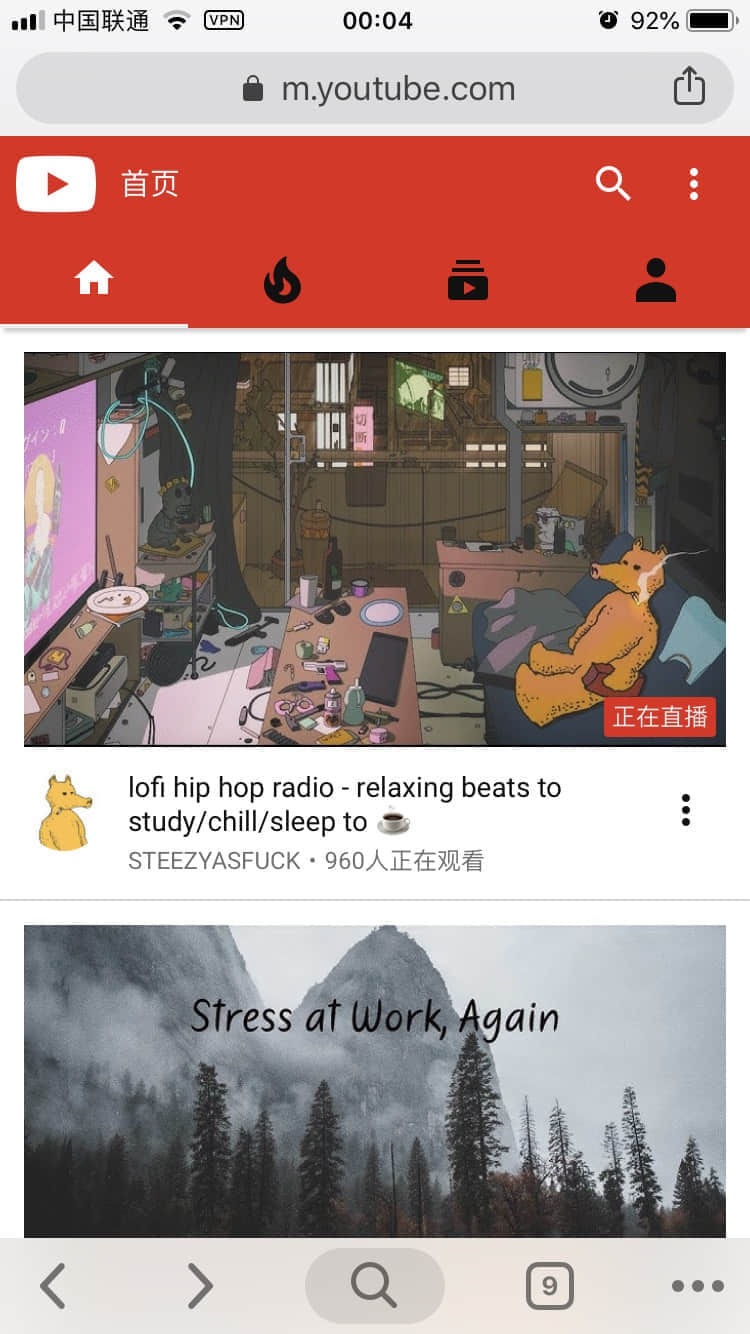 中国联通 VPN 00:04 92%
m.youtube.com
首页
切断
正在直播
lofi hip hop radio - relaxing beats to
study/chill/sleep to ☕
STEEZYASFUCK • 960人正在观看
Stress at Work, Again
9